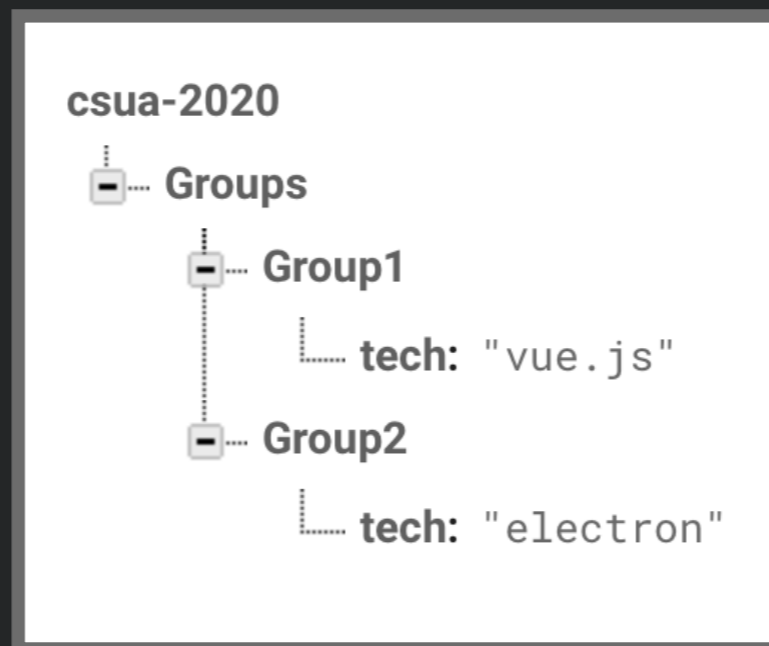 csua-2020
Groups
Group1
tech: "vue.js"
Group2
tech: "electron"